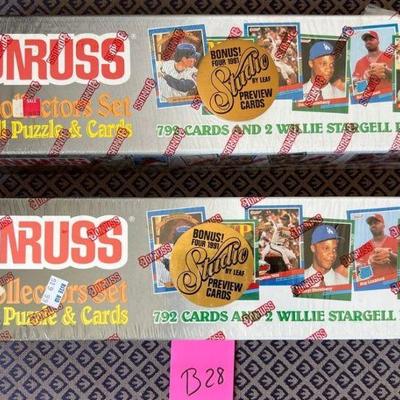 ONRUSS
SALE
ollectors Set
Puzzle & Cards
BONUS!
FOUR 1991
Studio
BY LEAF
PREVIEW
CARDS
792 CARDS AND 2 WILLIE STARGELL
NRUSS
ollectors Set
Puzzle & Cards
BONUS!
FOUR 1991
Studio
BY LEAF
PREVIEW
CARDS
792 CARDS AND 2 WILLIE STARGELL
B28